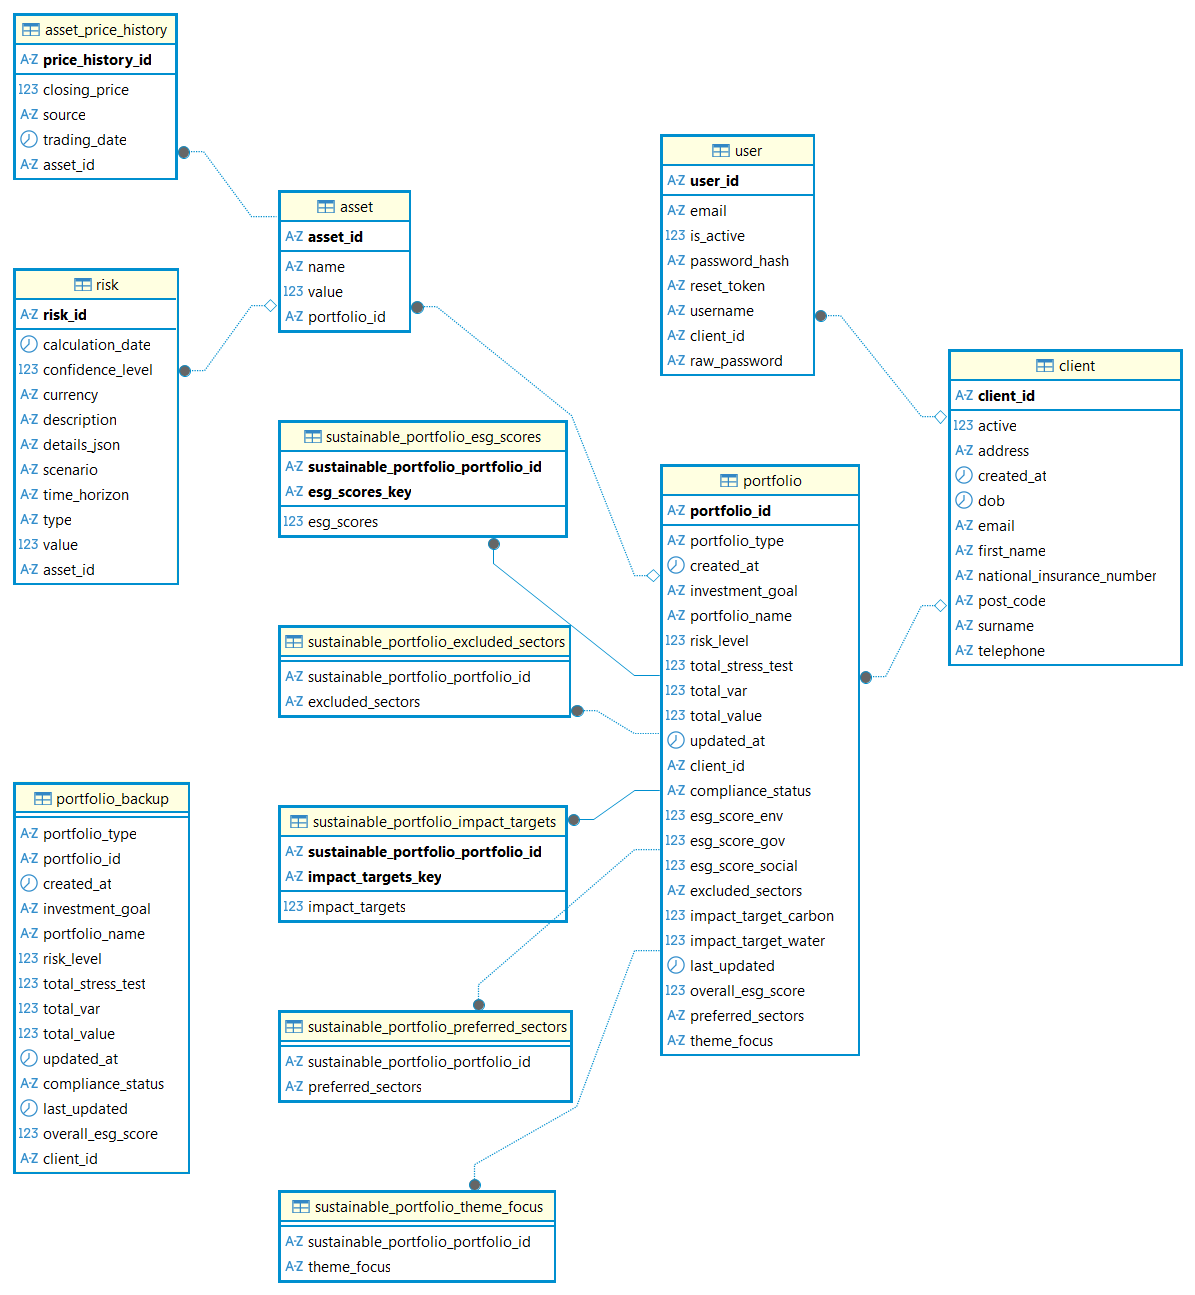 asset_price_history
A-Z price_history_id
123 closing_price
A-Z source
trading_date
A-Z asset_id
risk
A-Z risk_id
calculation_date
123 confidence_level
A-Z currency
A-Z description
A-Z details_json
A-Z scenario
A-Z time_horizon
A-Z type
123 value
A-Z asset_id
portfolio_backup
A-Z portfolio_type
A-Z portfolio_id
created_at
A-Z investment_goal
A-Z portfolio_name
123 risk_level
123 total_stress_test
123 total_var
123 total_value
updated_at
A-Z compliance_status
last_updated
123 overall_esg_score
A-Z client_id
asset
A-Z asset_id
A-Z name
123 value
A-Z portfolio_id
sustainable_portfolio_esg_scores
A-Z sustainable_portfolio_portfolio_id
A-Z esg_scores_key
123 esg_scores
sustainable_portfolio_excluded_sectors
A-Z sustainable_portfolio_portfolio_id
A-Z excluded_sectors
sustainable_portfolio_impact_targets
A-Z sustainable_portfolio_portfolio_id
A-Z impact_targets_key
123 impact_targets
sustainable_portfolio_preferred_sectors
A-Z sustainable_portfolio_portfolio_id
A-Z preferred_sectors
sustainable_portfolio_theme_focus
A-Z sustainable_portfolio_portfolio_id
A-Z theme_focus
user
A-Z user_id
A-Z email
123 is_active
A-Z password_hash
A-Z reset_token
A-Z username
A-Z client_id
A-Z raw_password
portfolio
A-Z portfolio_id
A-Z portfolio_type
created_at
A-Z investment_goal
A-Z portfolio_name
123 risk_level
123 total_stress_test
123 total_var
123 total_value
updated_at
A-Z client_id
A-Z compliance_status
123 esg_score_env
123 esg_score_gov
123 esg_score_social
A-Z excluded_sectors
123 impact_target_carbon
123 impact_target_water
last_updated
123 overall_esg_score
A-Z preferred_sectors
A-Z theme_focus
client
A-Z client_id
123 active
A-Z address
created_at
dob
A-Z email
A-Z first_name
A-Z national_insurance_number
A-Z post_code
A-Z surname
A-Z telephone